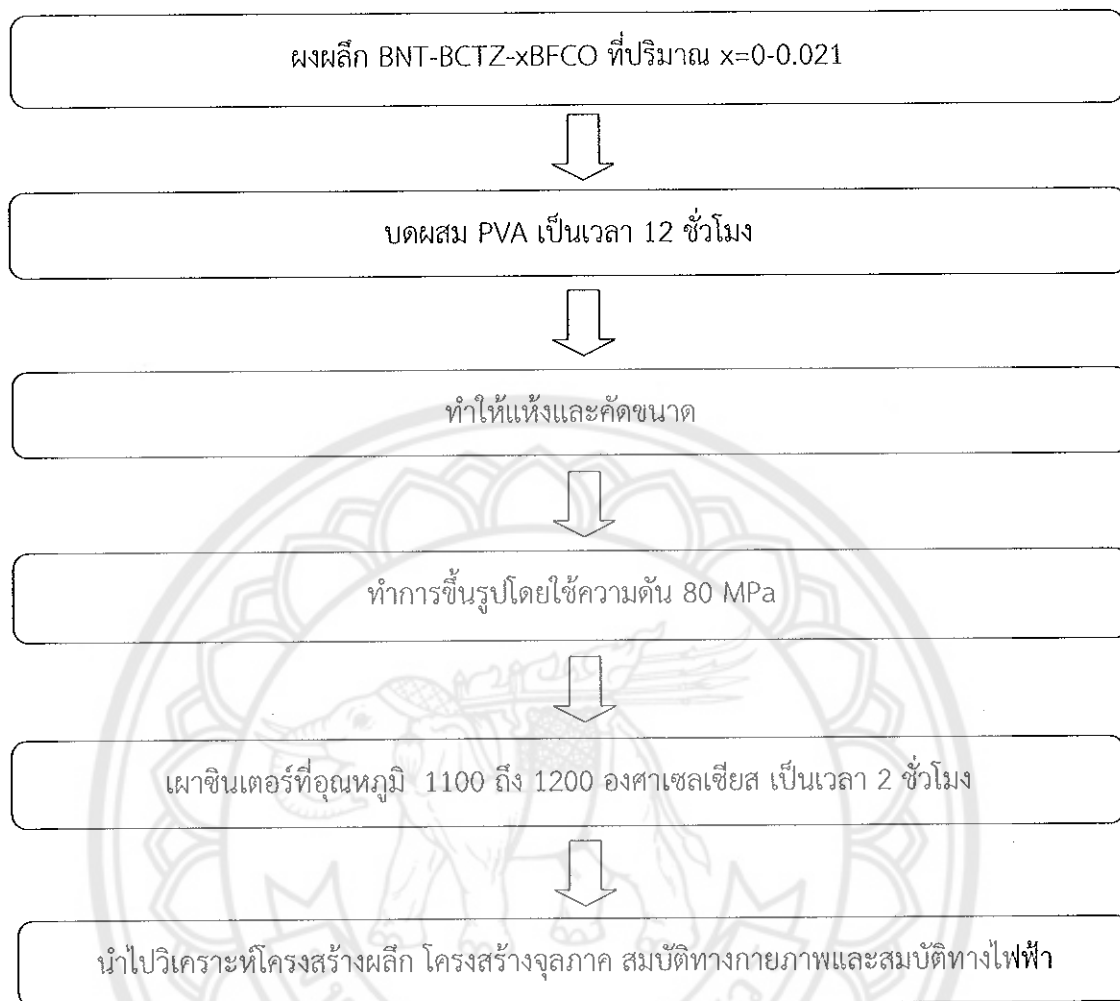 ผงผลึก BNT-BCTZ-xBFCO ที่ปริมาณ x=0-0.021
บดผสม PVA เป็นเวลา 12 ชั่วโมง
ทำให้แห้งและคัดขนาด
ทำการขึ้นรูปโดยใช้ความดัน 80 MPa
เผาซินเตอร์ที่อุณหภูมิ 1100 ถึง 1200 องศาเซลเซียส เป็นเวลา 2 ชั่วโมง
นำไปวิเคราะห์โครงสร้างผลึก โครงสร้างจุลภาค สมบัติทางกายภาพและสมบัติทางไฟฟ้า